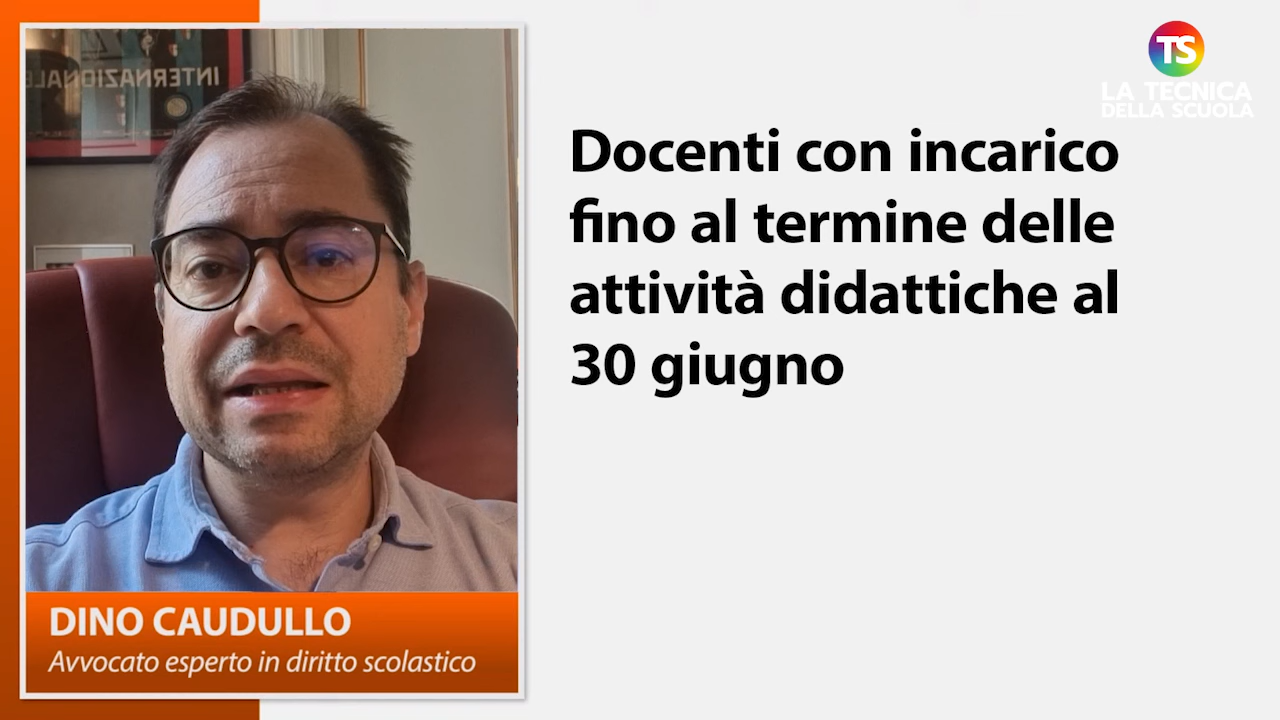 INTERNAZIONALE
TS
LA TECNICA
DELLA SCUOLA
Docenti con incarico
fino al termine delle
attività didattiche al
30 giugno
DINO CAUDULLO
Avvocato esperto in diritto scolastico